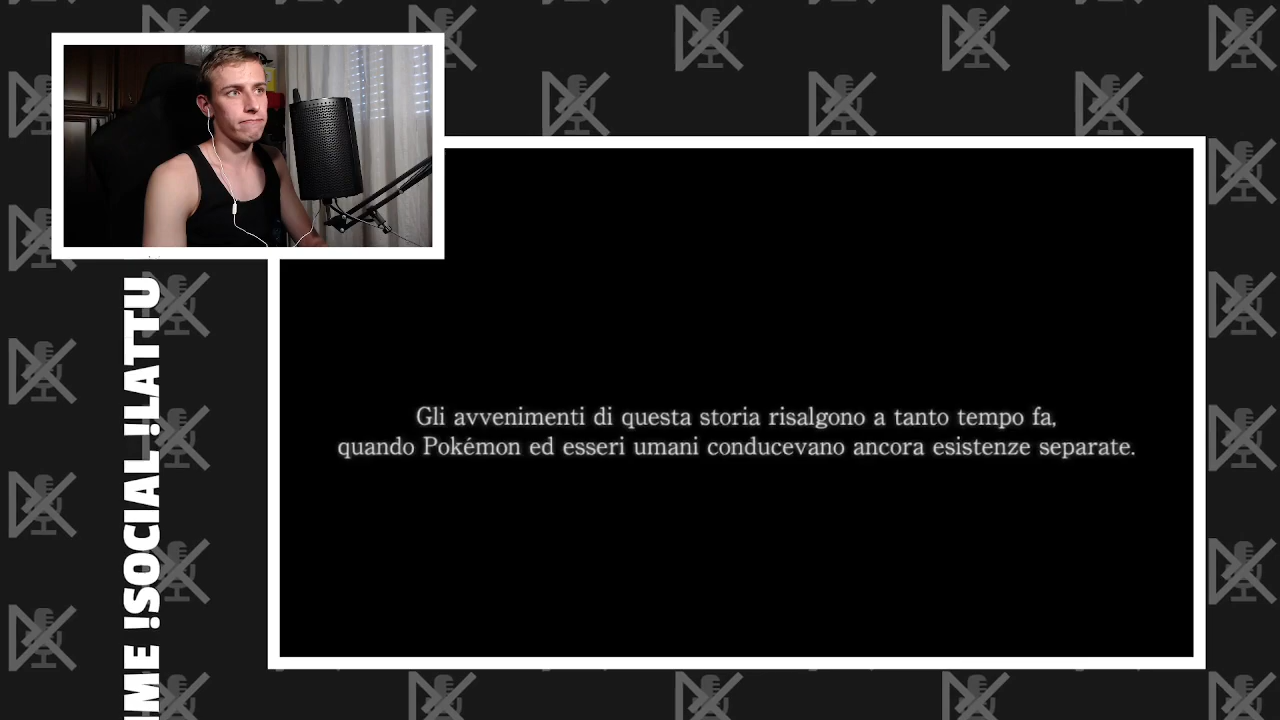 Gli avvenimenti di questa storia risalgono a tanto tempo fa,
quando Pokémon ed esseri umani conducevano ancora esistenze separate.
!SOCIAL !LATTU